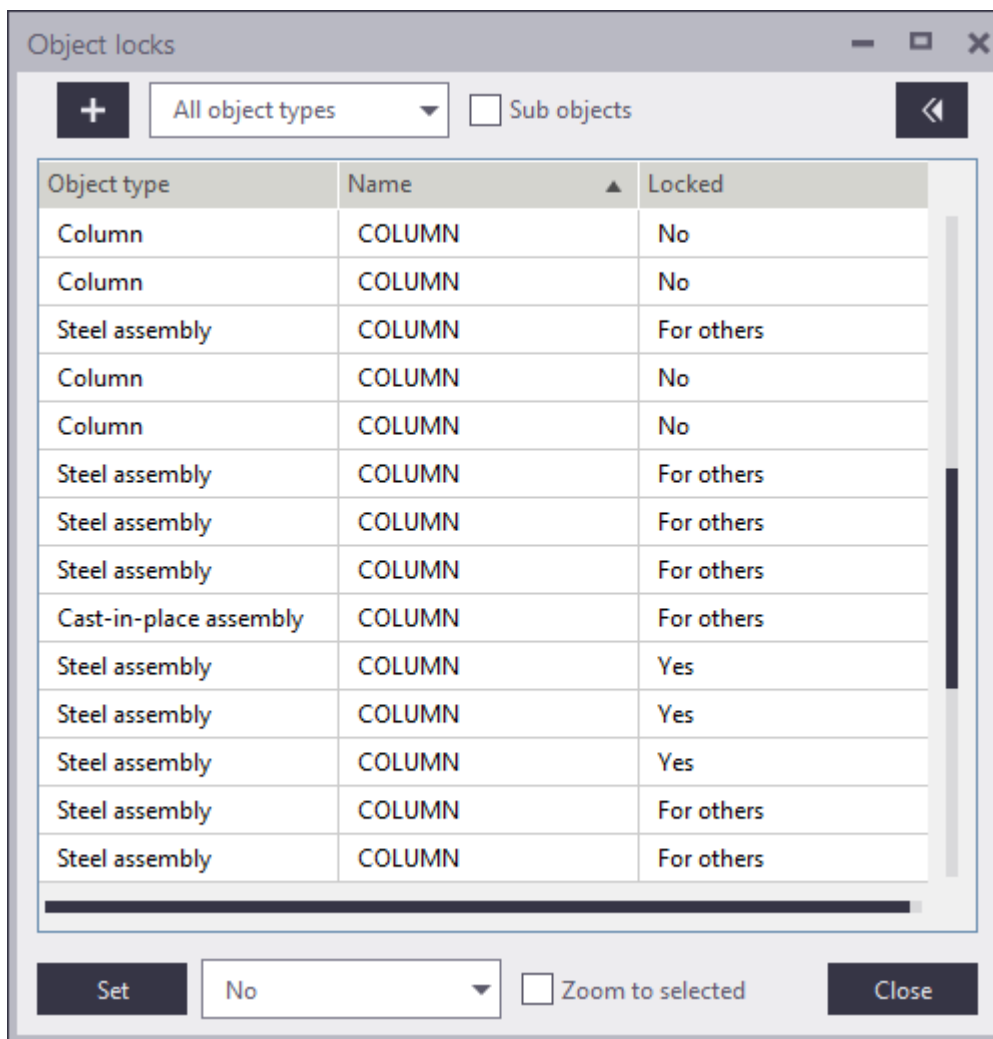 Object locks
+ All object types Sub objects
Object type Name Locked
Column COLUMN No
Column COLUMN No
Steel assembly COLUMN For others
Column COLUMN No
Column COLUMN No
Steel assembly COLUMN For others
Steel assembly COLUMN For others
Steel assembly COLUMN For others
Cast-in-place assembly COLUMN For others
Steel assembly COLUMN Yes
Steel assembly COLUMN Yes
Steel assembly COLUMN Yes
Steel assembly COLUMN For others
Steel assembly COLUMN For others
Set No Zoom to selected Close